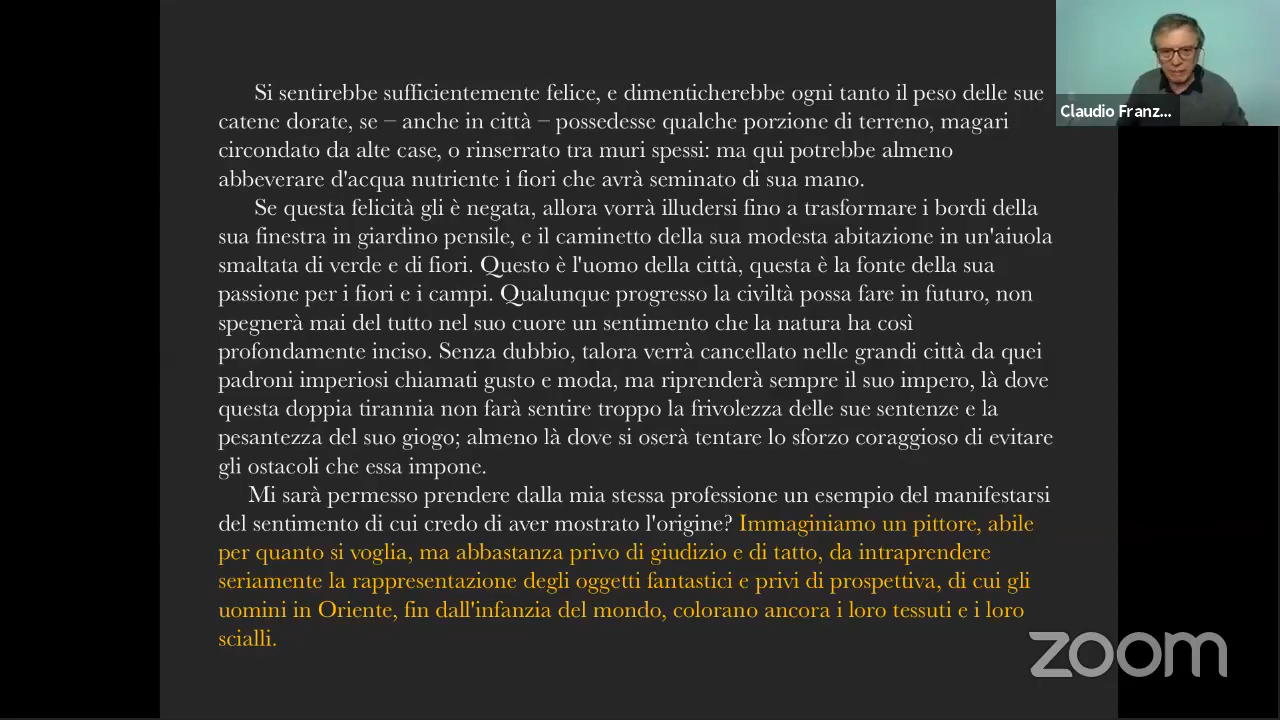 Si sentirebbe sufficientemente felice, e dimenticherebbe ogni tanto il peso delle sue
catene dorate, se – anche in città – possedesse qualche porzione di terreno, magari
circondato da alte case, o rinserrato tra muri spessi: ma qui potrebbe almeno
abbeverare d'acqua nutriente i fiori che avrà seminato di sua mano.
Se questa felicità gli è negata, allora vorrà illudersi fino a trasformare i bordi della
sua finestra in giardino pensile, e il caminetto della sua modesta abitazione in un'aiuola
smaltata di verde e di fiori. Questo è l'uomo della città, questa è la fonte della sua
passione per i fiori e i campi. Qualunque progresso la civiltà possa fare in futuro, non
spegnerà mai del tutto nel suo cuore un sentimento che la natura ha così
profondamente inciso. Senza dubbio, talora verrà cancellato nelle grandi città da quei
padroni imperiosi chiamati gusto e moda, ma riprenderà sempre il suo impero, là dove
questa doppia tirannia non farà sentire troppo la frivolezza delle sue sentenze e la
pesantezza del suo giogo; almeno là dove si oserà tentare lo sforzo coraggioso di evitare
gli ostacoli che essa impone.
Mi sarà permesso prendere dalla mia stessa professione un esempio del manifestarsi
del sentimento di cui credo di aver mostrato l'origine? Immaginiamo un pittore, abile
per quanto si voglia, ma abbastanza privo di giudizio e di tatto, da intraprendere
seriamente la rappresentazione degli oggetti fantastici e privi di prospettiva, di cui gli
uomini in Oriente, fin dall'infanzia del mondo, colorano ancora i loro tessuti e i loro
scialli.
Claudio Franz...
zoom